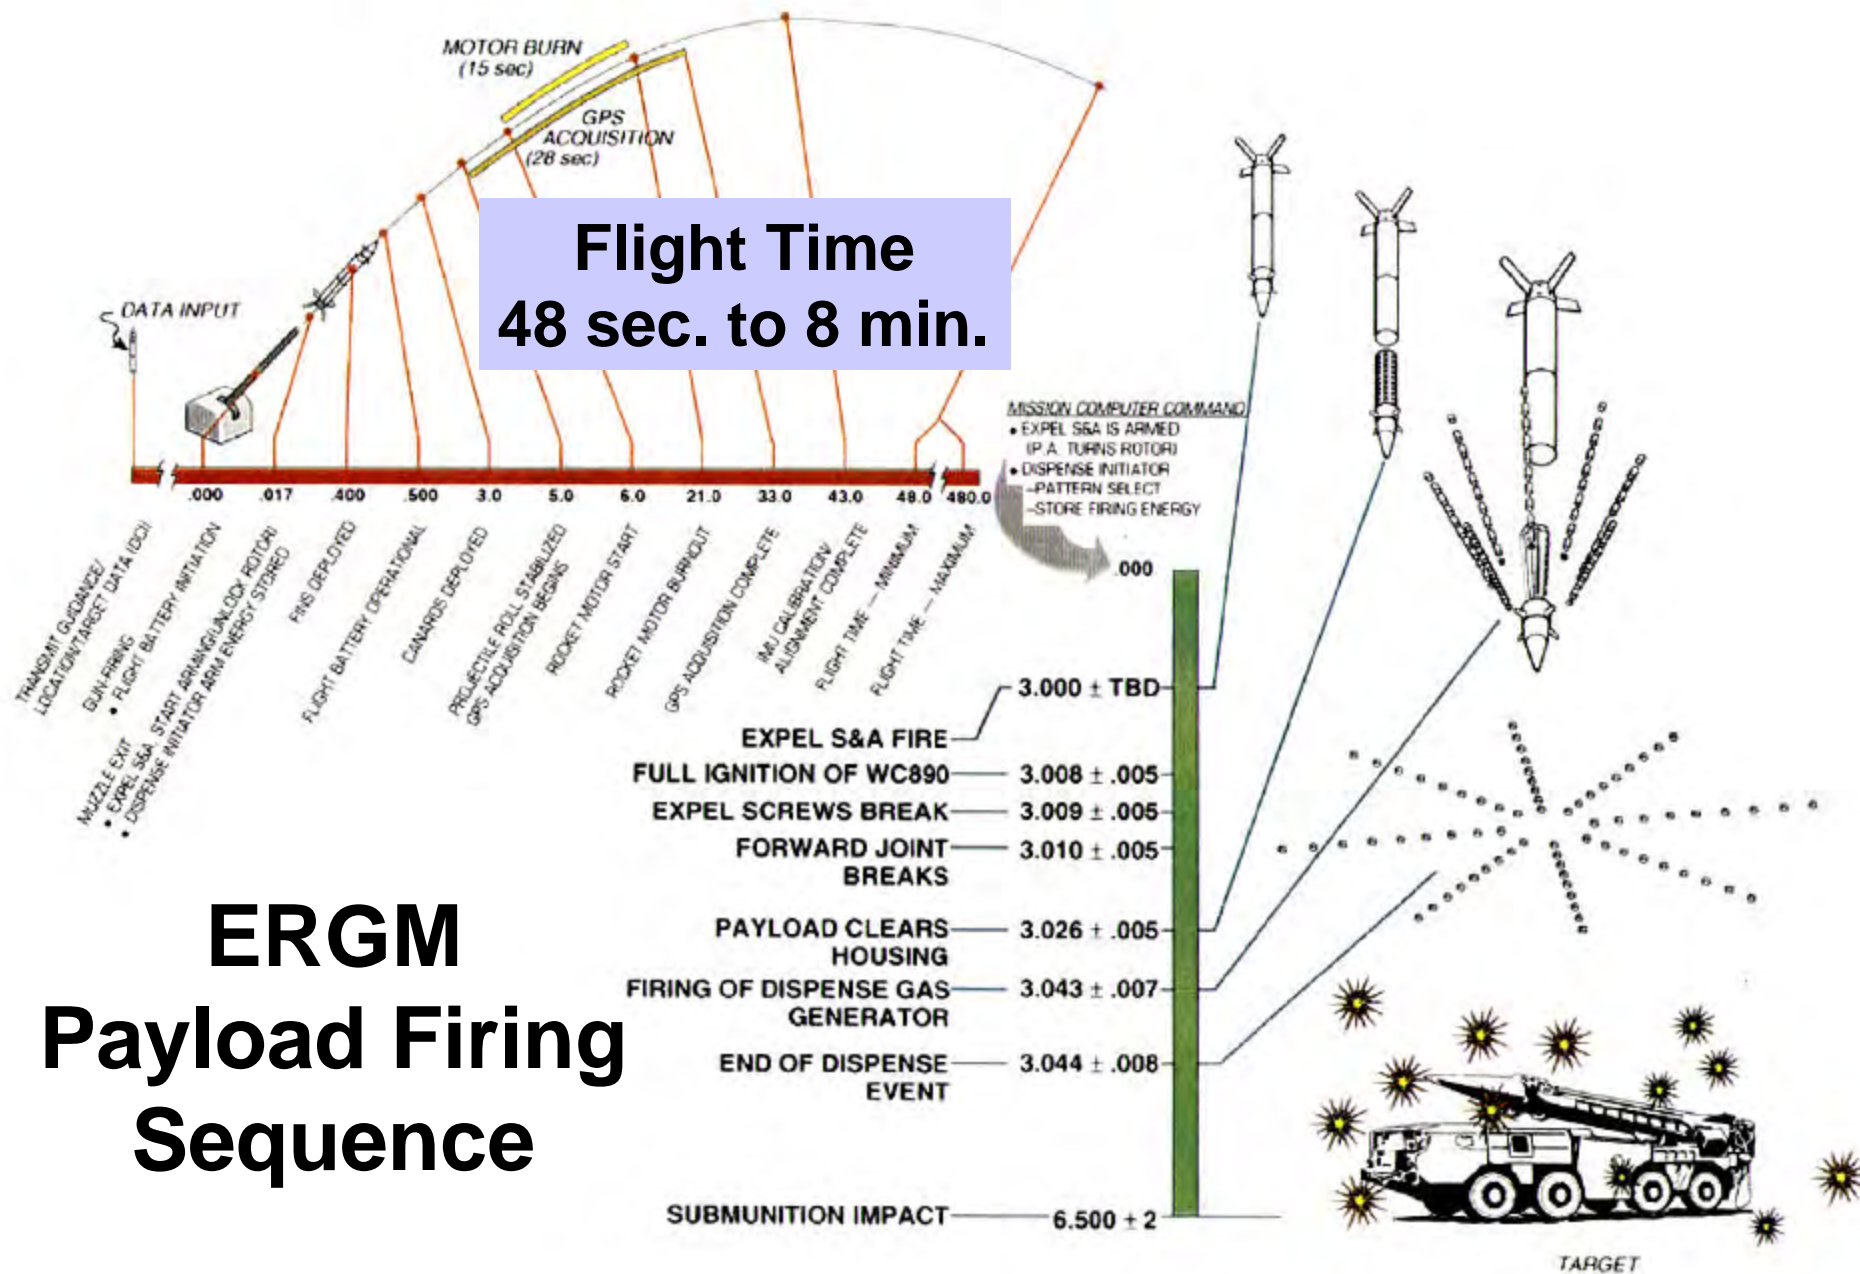 MOTOR BURN
(15 sec)
GPS
ACQUISITION
(28 sec)
Flight Time
48 sec. to 8 min.
DATA INPUT
.000
.017
.400
.500
3.0
5.0
6.0
21.0
33.0
43.0
48.0
480.0
TRANSMIT GUIDANCE/
LOCATION/TARGET DATA (DCI)
GUN-FIRING
• FLIGHT BATTERY INITIATION
MUZZLE EXIT
• EXPEL S&A, START ARMING(UNLOCK ROTOR)
• DISPENSE INITIATOR ARM ENERGY STORED
FINS DEPLOYED
FLIGHT BATTERY OPERATIONAL
CANARDS DEPLOYED
PROJECTILE ROLL STABILIZED
GPS ACQUISITION BEGINS
ROCKET MOTOR START
ROCKET MOTOR BURNOUT
GPS ACQUISITION COMPLETE
IMU CALIBRATION/
ALIGNMENT COMPLETE
FLIGHT TIME — MINIMUM
FLIGHT TIME — MAXIMUM
MISSION COMPUTER COMMAND
• EXPEL S&A IS ARMED
(P.A. TURNS ROTOR)
• DISPENSE INITIATOR
–PATTERN SELECT
–STORE FIRING ENERGY
.000
3.000 ± TBD
EXPEL S&A FIRE
FULL IGNITION OF WC890 3.008 ± .005
EXPEL SCREWS BREAK 3.009 ± .005
FORWARD JOINT 3.010 ± .005
BREAKS
PAYLOAD CLEARS 3.026 ± .005
HOUSING
FIRING OF DISPENSE GAS 3.043 ± .007
GENERATOR
END OF DISPENSE 3.044 ± .008
EVENT
SUBMUNITION IMPACT 6.500 ± 2
ERGM
Payload Firing
Sequence
TARGET